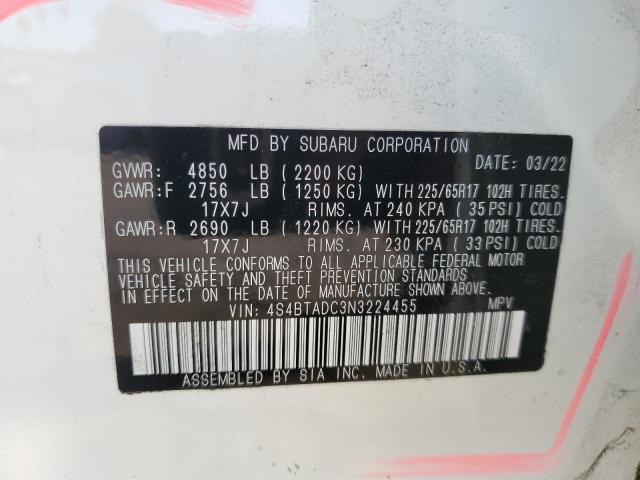 MFD BY SUBARU CORPORATION
GVWR: 4850 LB ( 2200 KG) DATE: 03/22
GAWR:F 2756 LB ( 1250 KG) WITH 225/65R17 102H TIRES.
17X7J RIMS. AT 240 KPA ( 35 PSI) COLD
GAWR:R 2690 LB ( 1220 KG) WITH 225/65R17 102H TIRES.
17X7J RIMS. AT 230 KPA ( 33 PSI) COLD
THIS VEHICLE CONFORMS TO ALL APPLICABLE FEDERAL MOTOR
VEHICLE SAFETY AND THEFT PREVENTION STANDARDS
IN EFFECT ON THE DATE OF MANUFACTURE SHOWN ABOVE.
VIN: 4S4BTADC3N3224455 MPV
ASSEMBLED BY SIA INC. MADE IN U.S.A.